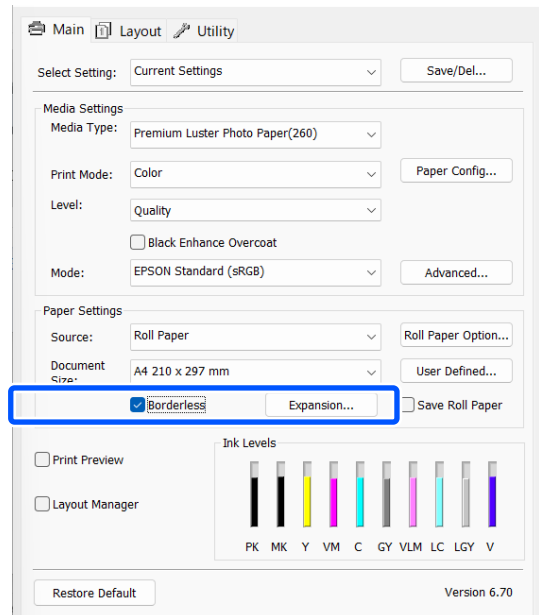 Main Layout Utility
Select Setting: Current Settings Save/Del...
Media Settings
Media Type: Premium Luster Photo Paper(260)
Print Mode: Color Paper Config...
Level: Quality
Black Enhance Overcoat
Mode: EPSON Standard (sRGB) Advanced...
Paper Settings
Source: Roll Paper Roll Paper Option...
Document
Size: A4 210 x 297 mm User Defined...
Borderless Expansion... Save Roll Paper
Print Preview
Layout Manager
Ink Levels
PK MK Y VM C GY VLM LC LGY V
Restore Default Version 6.70